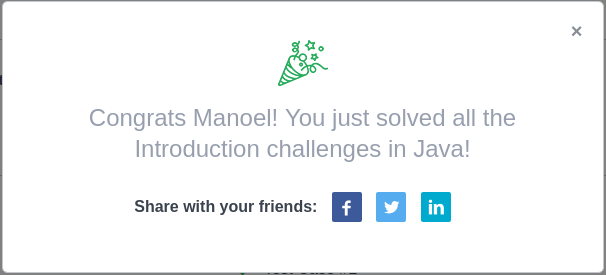 ×
Congrats Manoel! You just solved all the
Introduction challenges in Java!
Share with your friends:
f
in